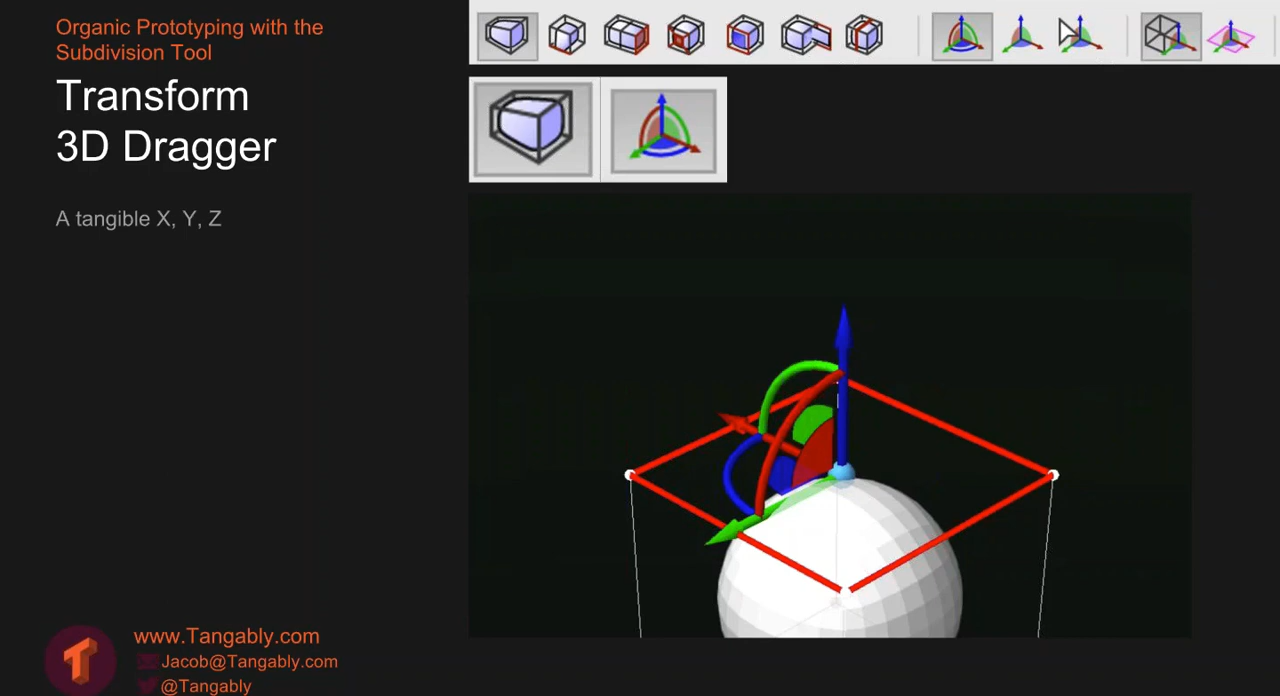 Organic Prototyping with the
Subdivision Tool
Transform
3D Dragger
A tangible X, Y, Z
www.Tangably.com
Jacob@Tangably.com
@Tangably